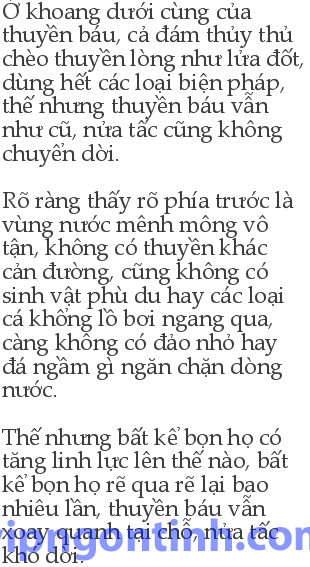 Ở khoang dưới cùng của
thuyền báu, cả đám thủy thủ
chèo thuyền lòng như lửa đốt,
dùng hết các loại biện pháp,
thế nhưng thuyền báu vẫn
như cũ, nửa tấc cũng không
chuyển dời.

Rõ ràng thấy rõ phía trước là
vùng nước mênh mông vô
tận, không có thuyền khác
cản đường, cũng không có
sinh vật phù du hay các loại
cá khổng lồ bơi ngang qua,
càng không có đảo nhỏ hay
đá ngầm gì ngăn chặn dòng
nước.

Thế nhưng bất kể bọn họ có
tăng linh lực lên thế nào, bất
kể bọn họ rẽ qua rẽ lại bao
nhiêu lần, thuyền báu vẫn
xoay quanh tại chỗ, nửa tấc
khó dời.